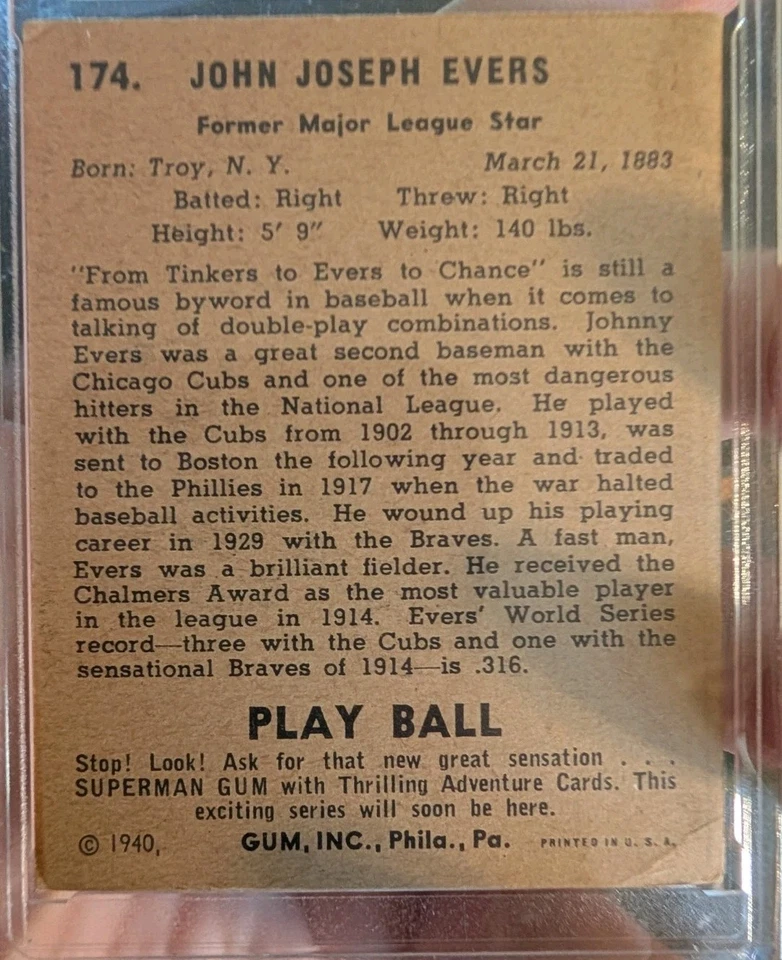 174. JOHN JOSEPH EVERS
Former Major League Star
Born: Troy, N. Y. March 21, 1883
Batted: Right Threw: Right
Height: 5' 9" Weight: 140 lbs.
"From Tinkers to Evers to Chance" is still a
famous byword in baseball when it comes to
talking of double-play combinations. Johnny
Evers was a great second baseman with the
Chicago Cubs and one of the most dangerous
hitters in the National League. He played
with the Cubs from 1902 through 1913, was
sent to Boston the following year and traded
to the Phillies in 1917 when the war halted
baseball activities. He wound up his playing
career in 1929 with the Braves. A fast man,
Evers was a brilliant fielder. He received the
Chalmers Award as the most valuable player
in the league in 1914. Evers' World Series
record—three with the Cubs and one with the
sensational Braves of 1914—is .316.
PLAY BALL
Stop! Look! Ask for that new great sensation . . .
SUPERMAN GUM with Thrilling Adventure Cards. This
exciting series will soon be here.
© 1940, GUM, INC., Phila., Pa. PRINTED IN U. S. A.